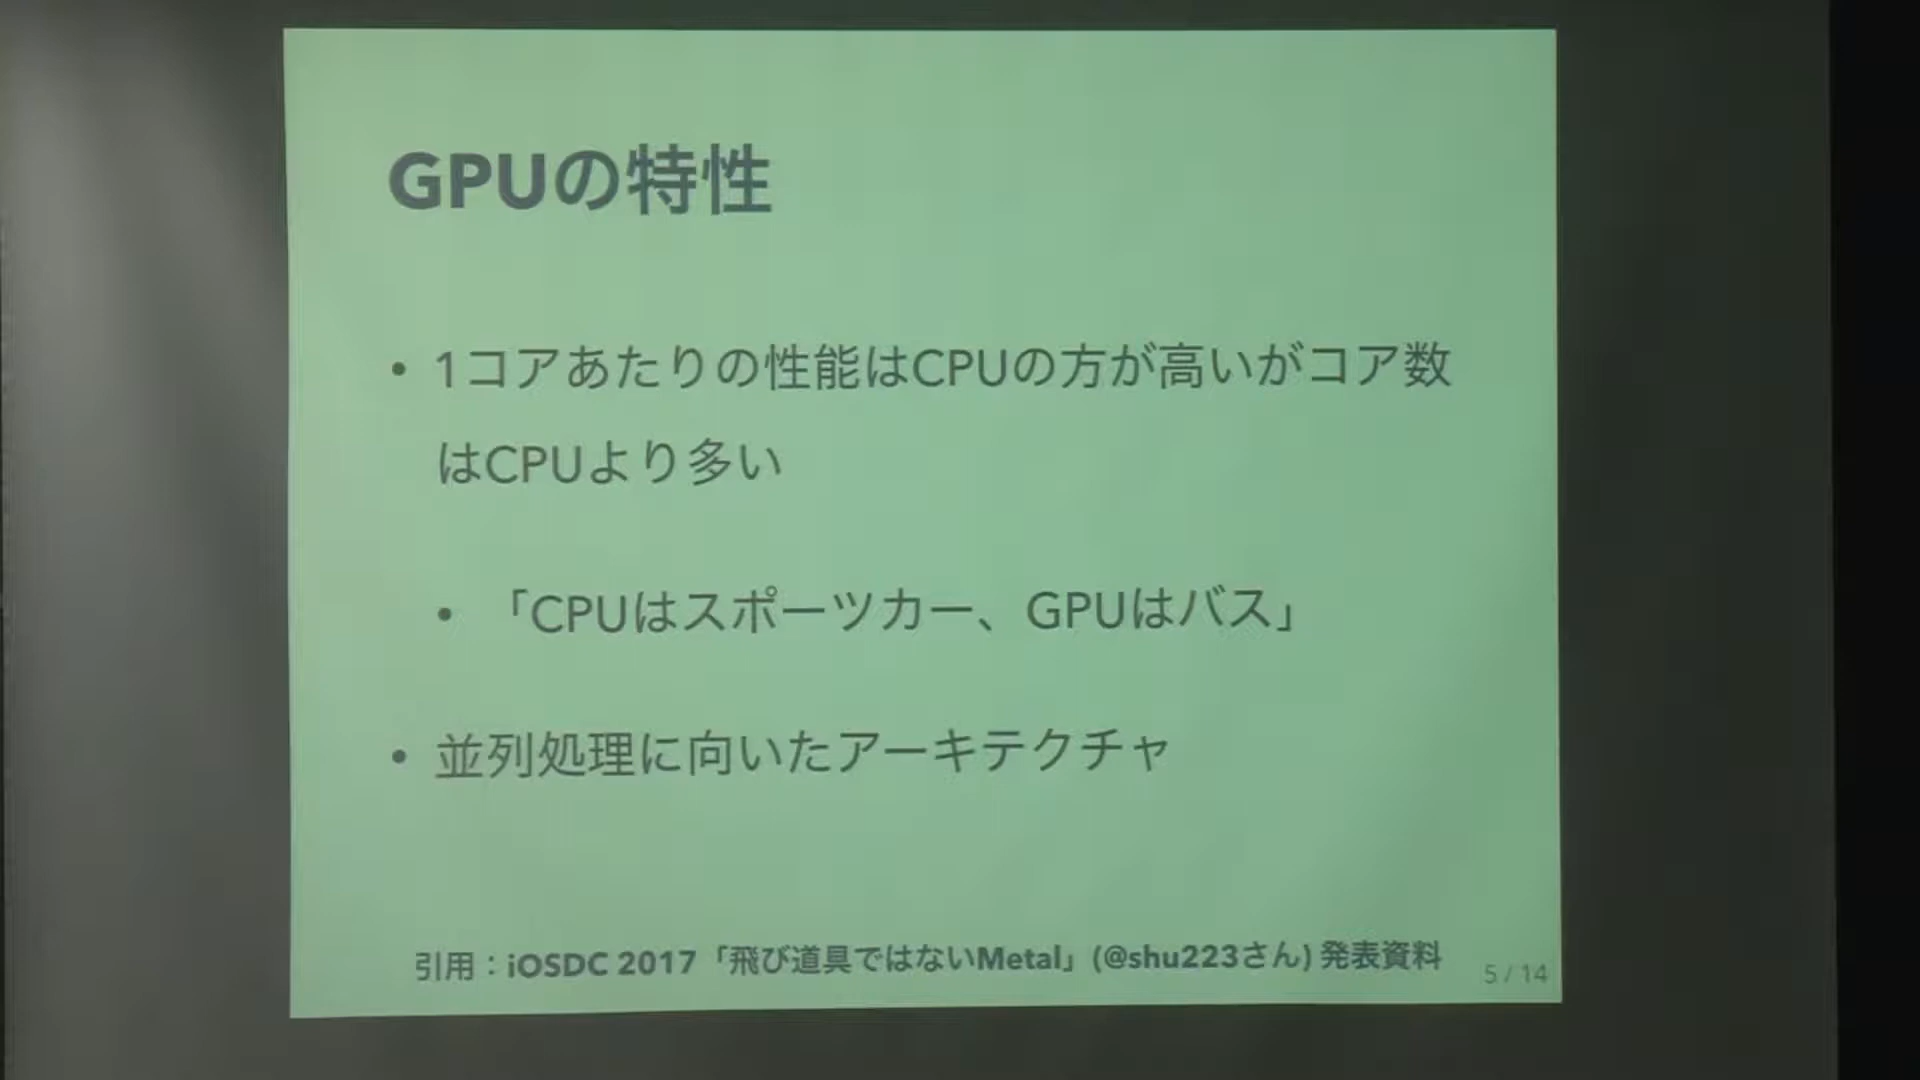 GPUの特性
• 1コアあたりの性能はCPUの方が高いがコア数
はCPUより多い
• 「CPUはスポーツカー、GPUはバス」
• 並列処理に向いたアーキテクチャ
引用：iOSDC 2017「飛び道具ではないMetal」(@shu223さん) 発表資料
5 / 14